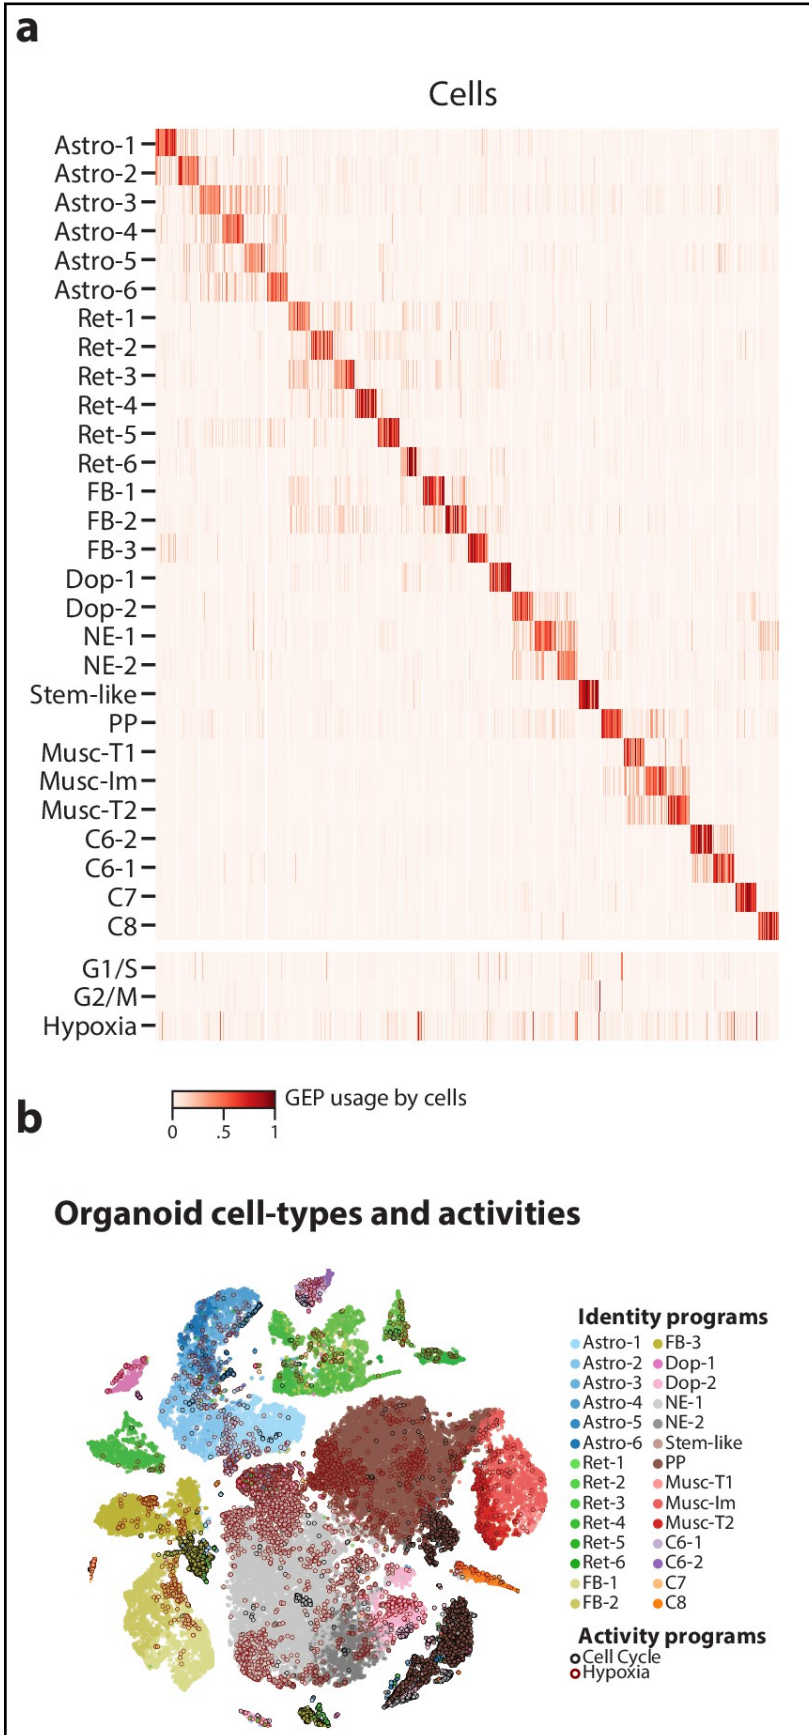 a
Cells
Astro-1
Astro-2
Astro-3
Astro-4
Astro-5
Astro-6
Ret-1
Ret-2
Ret-3
Ret-4
Ret-5
Ret-6
FB-1
FB-2
FB-3
Dop-1
Dop-2
NE-1
NE-2
Stem-like
PP
Musc-T1
Musc-Im
Musc-T2
C6-2
C6-1
C7
C8
G1/S
G2/M
Hypoxia
GEP usage by cells
0 .5 1
b
Organoid cell-types and activities
Identity programs
Astro-1 FB-3
Astro-2 Dop-1
Astro-3 Dop-2
Astro-4 NE-1
Astro-5 NE-2
Astro-6 Stem-like
Ret-1 PP
Ret-2 Musc-T1
Ret-3 Musc-Im
Ret-4 Musc-T2
Ret-5 C6-1
Ret-6 C6-2
FB-1 C7
FB-2 C8
Activity programs
Cell Cycle
Hypoxia